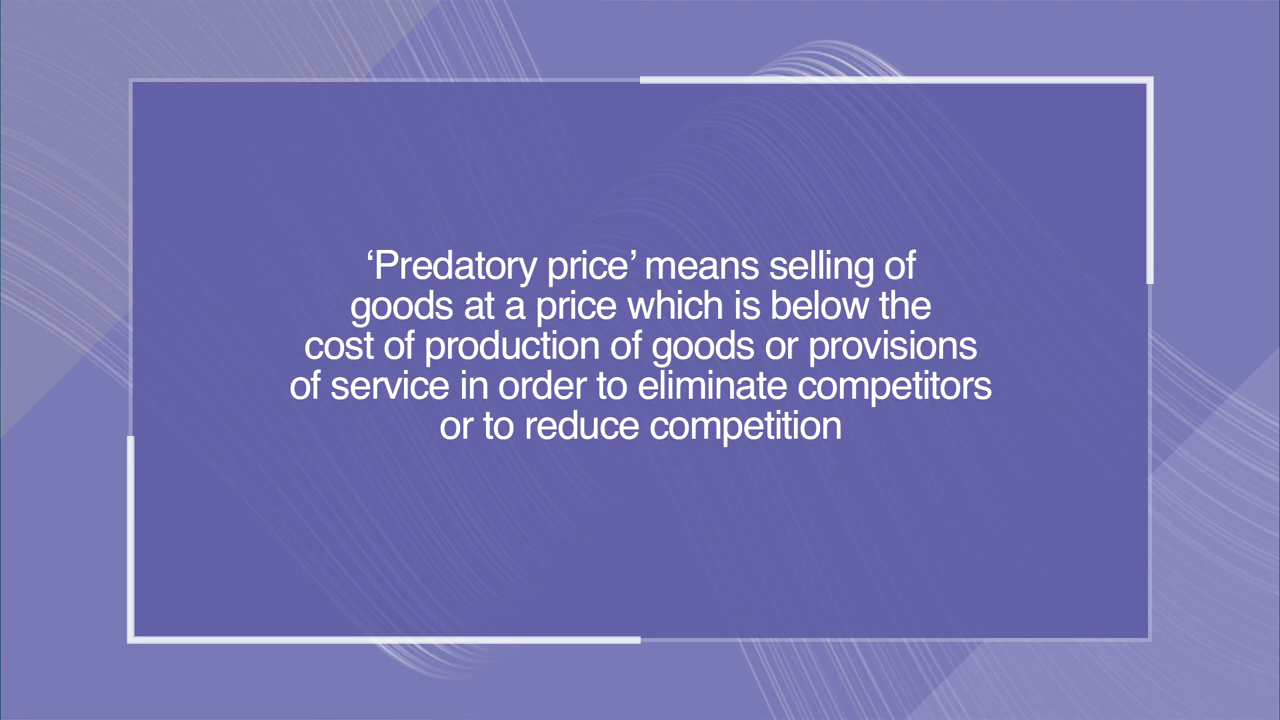 ‘Predatory price’ means selling of
goods at a price which is below the
cost of production of goods or provisions
of service in order to eliminate competitors
or to reduce competition